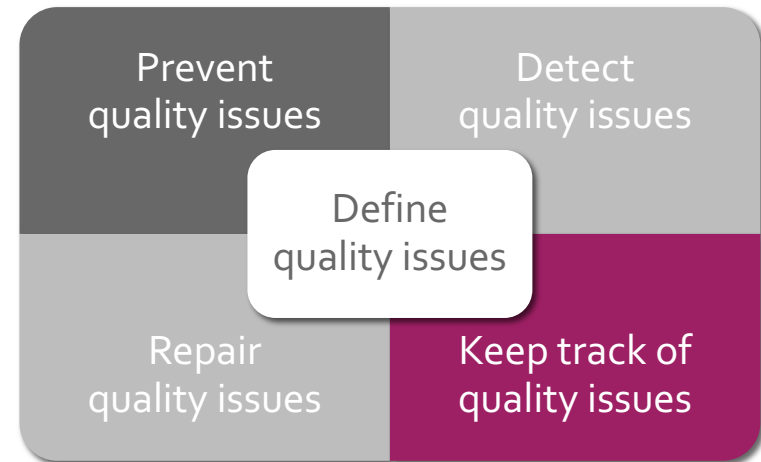 Prevent
quality issues
Detect
quality issues
Define
quality issues
Repair
quality issues
Keep track of
quality issues